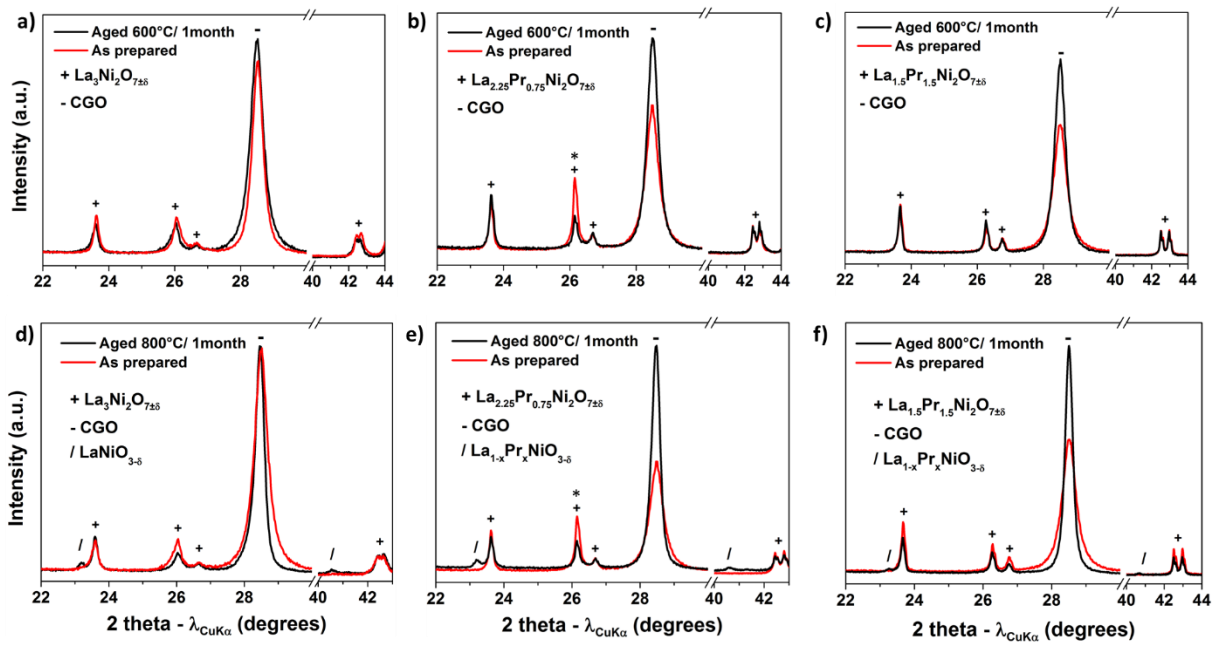 a)
Aged 600°C/ 1month
As prepared
+ La₃Ni₂O₇±δ
- CGO
-
+
+
+
+
22 24 26 28 40 42 44
b)
Aged 600°C/ 1month
As prepared
+ La₂.₂₅Pr₀.₇₅Ni₂O₇±δ
- CGO
-
*
+
+
+
+
22 24 26 28 40 42 44
c)
Aged 600°C/ 1month
As prepared
+ La₁.₅Pr₁.₅Ni₂O₇±δ
- CGO
-
+
+
+
+
22 24 26 28 40 42 44
Intensity (a.u.)
d)
Aged 800°C/ 1month
As prepared
+ La₃Ni₂O₇±δ
- CGO
/ LaNiO₃-δ
-
/
+
+
+
/
+
22 24 26 28 40 42
e)
Aged 800°C/ 1month
As prepared
+ La₂.₂₅Pr₀.₇₅Ni₂O₇±δ
- CGO
/ La₁-ₓPrₓNiO₃-δ
-
*
/
+
+
+
/
+
22 24 26 28 40 42
f)
Aged 800°C/ 1month
As prepared
+ La₁.₅Pr₁.₅Ni₂O₇±δ
- CGO
/ La₁-ₓPrₓNiO₃-δ
-
/
+
+
+
/
+
22 24 26 28 40 42 44
Intensity (a.u.)
2 theta - λCuKα (degrees)
2 theta - λCuKα (degrees)
2 theta - λCuKα (degrees)